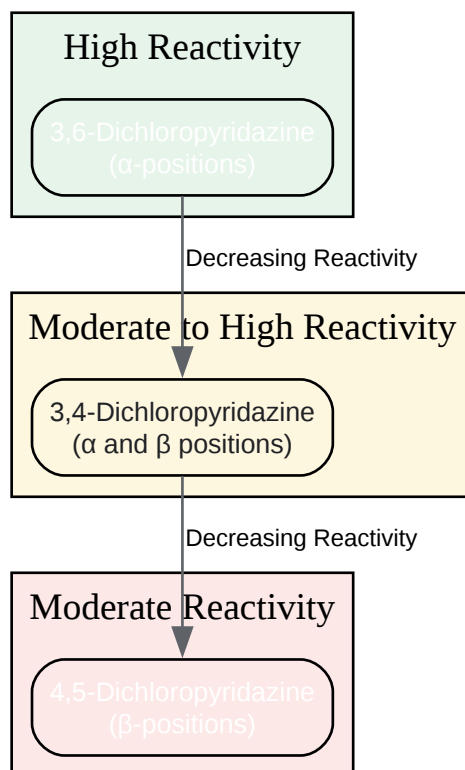 High Reactivity
3,6-Dichloropyridazine
(α-positions)
Decreasing Reactivity
Moderate to High Reactivity
3,4-Dichloropyridazine
(α and β positions)
Decreasing Reactivity
Moderate Reactivity
4,5-Dichloropyridazine
(β-positions)